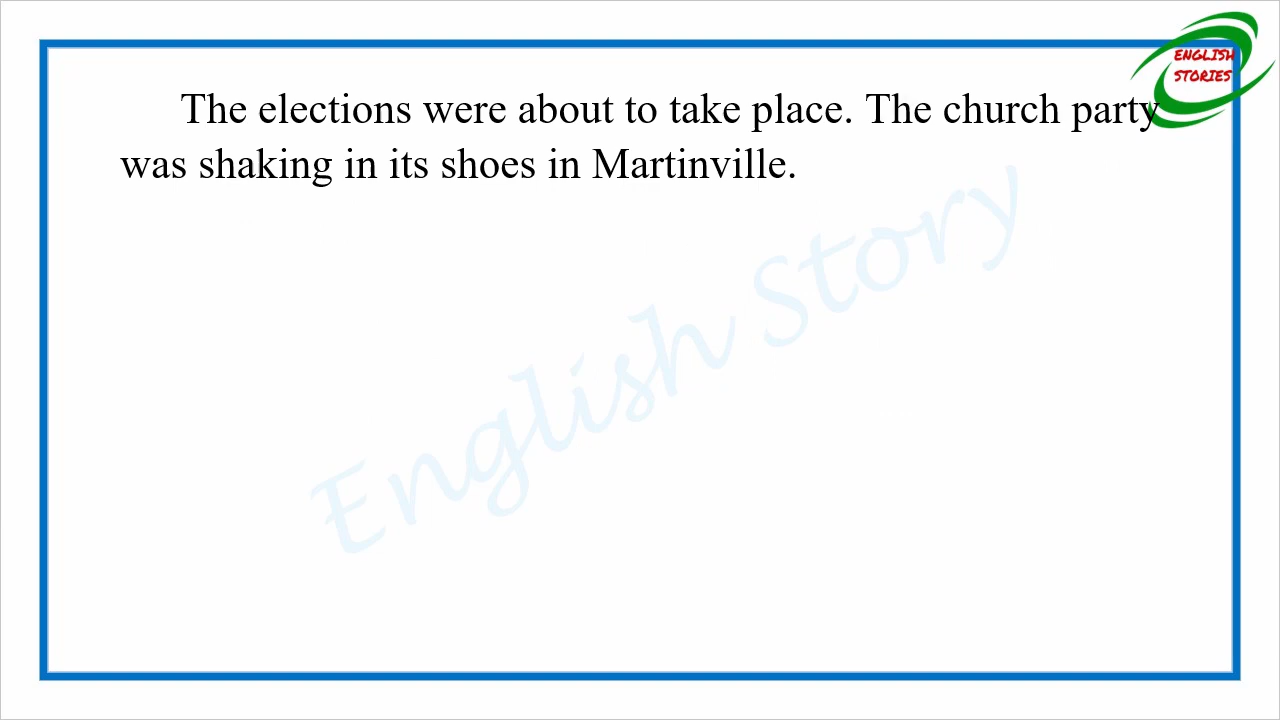 ENGLISH
STORIES
The elections were about to take place. The church party
was shaking in its shoes in Martinville.
English Story